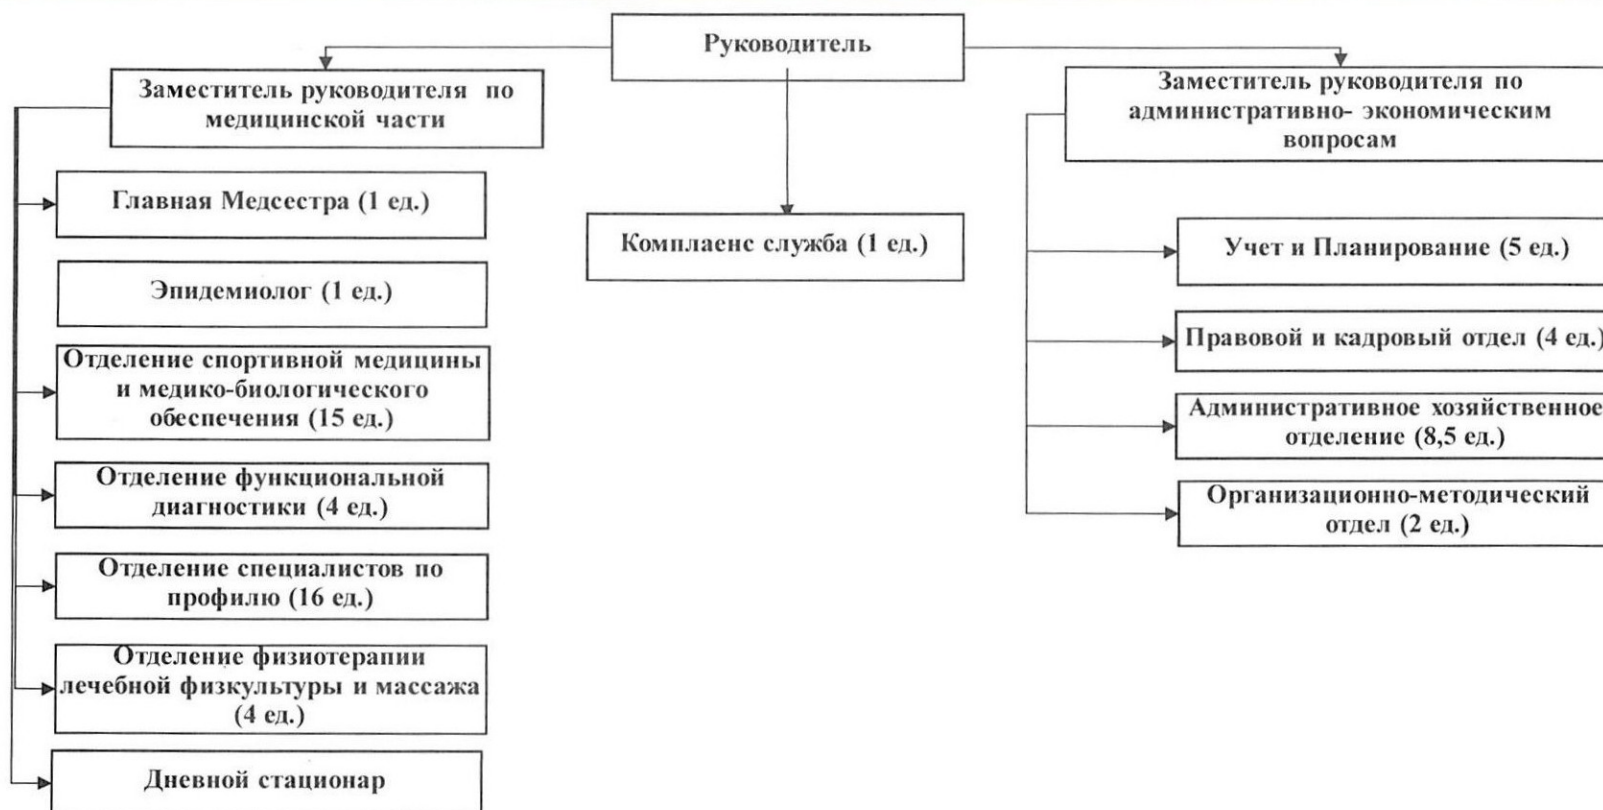 Руководитель
Заместитель руководителя по
медицинской части
Заместитель руководителя по
административно- экономическим
вопросам
Главная Медсестра (1 ед.)
Эпидемиолог (1 ед.)
Отделение спортивной медицины
и медико-биологического
обеспечения (15 ед.)
Отделение функциональной
диагностики (4 ед.)
Отделение специалистов по
профилю (16 ед.)
Отделение физиотерапии
лечебной физкультуры и массажа
(4 ед.)
Дневной стационар
Комплаенс служба (1 ед.)
Учет и Планирование (5 ед.)
Правовой и кадровый отдел (4 ед.)
Административное хозяйственное
отделение (8,5 ед.)
Организационно-методический
отдел (2 ед.)